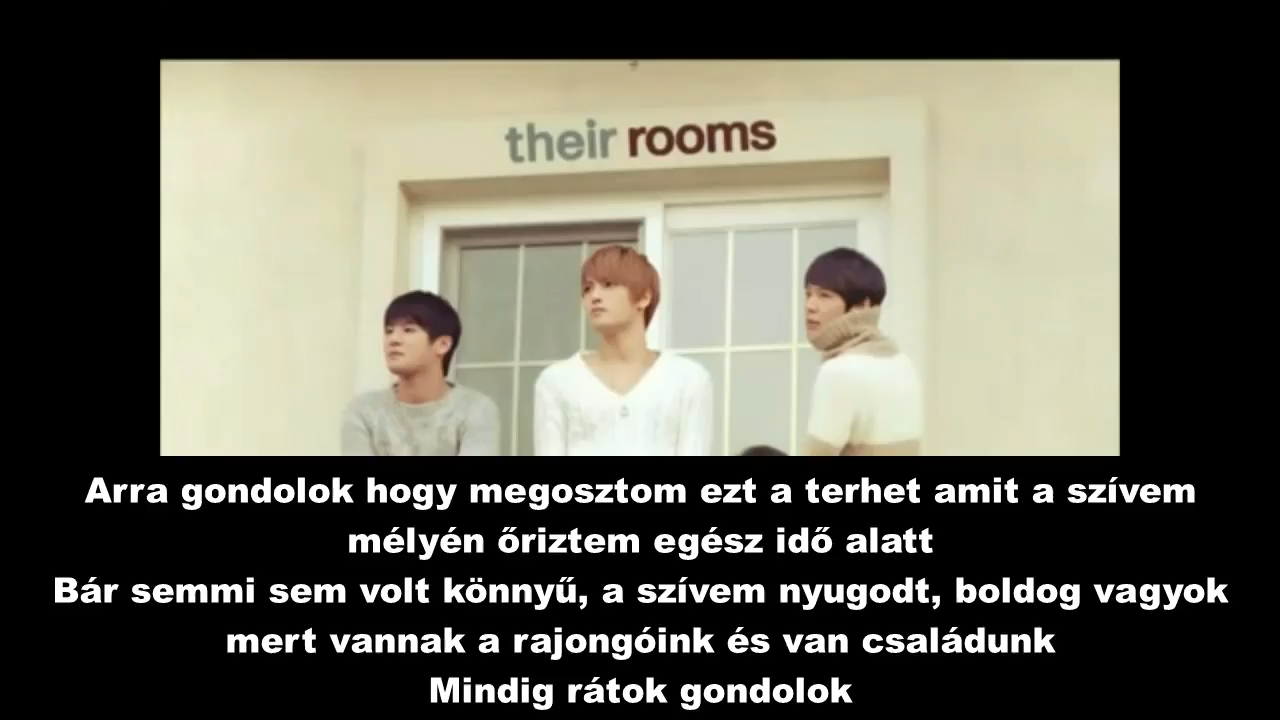 their rooms
Arra gondolok hogy megosztom ezt a terhet amit a szívem
mélyén őriztem egész idő alatt
Bár semmi sem volt könnyű, a szívem nyugodt, boldog vagyok
mert vannak a rajongóink és van családunk
Mindig rátok gondolok